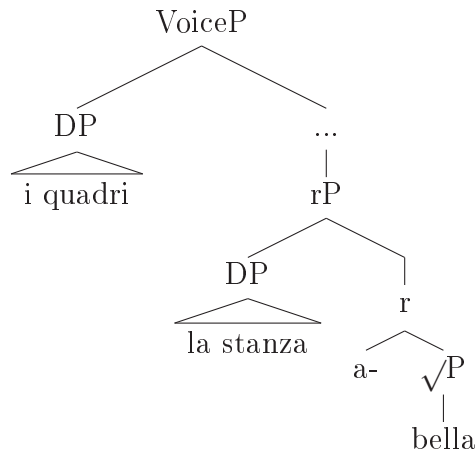 VoiceP
DP ...
i quadri rP
DP
r
la stanza
a- √P
bella